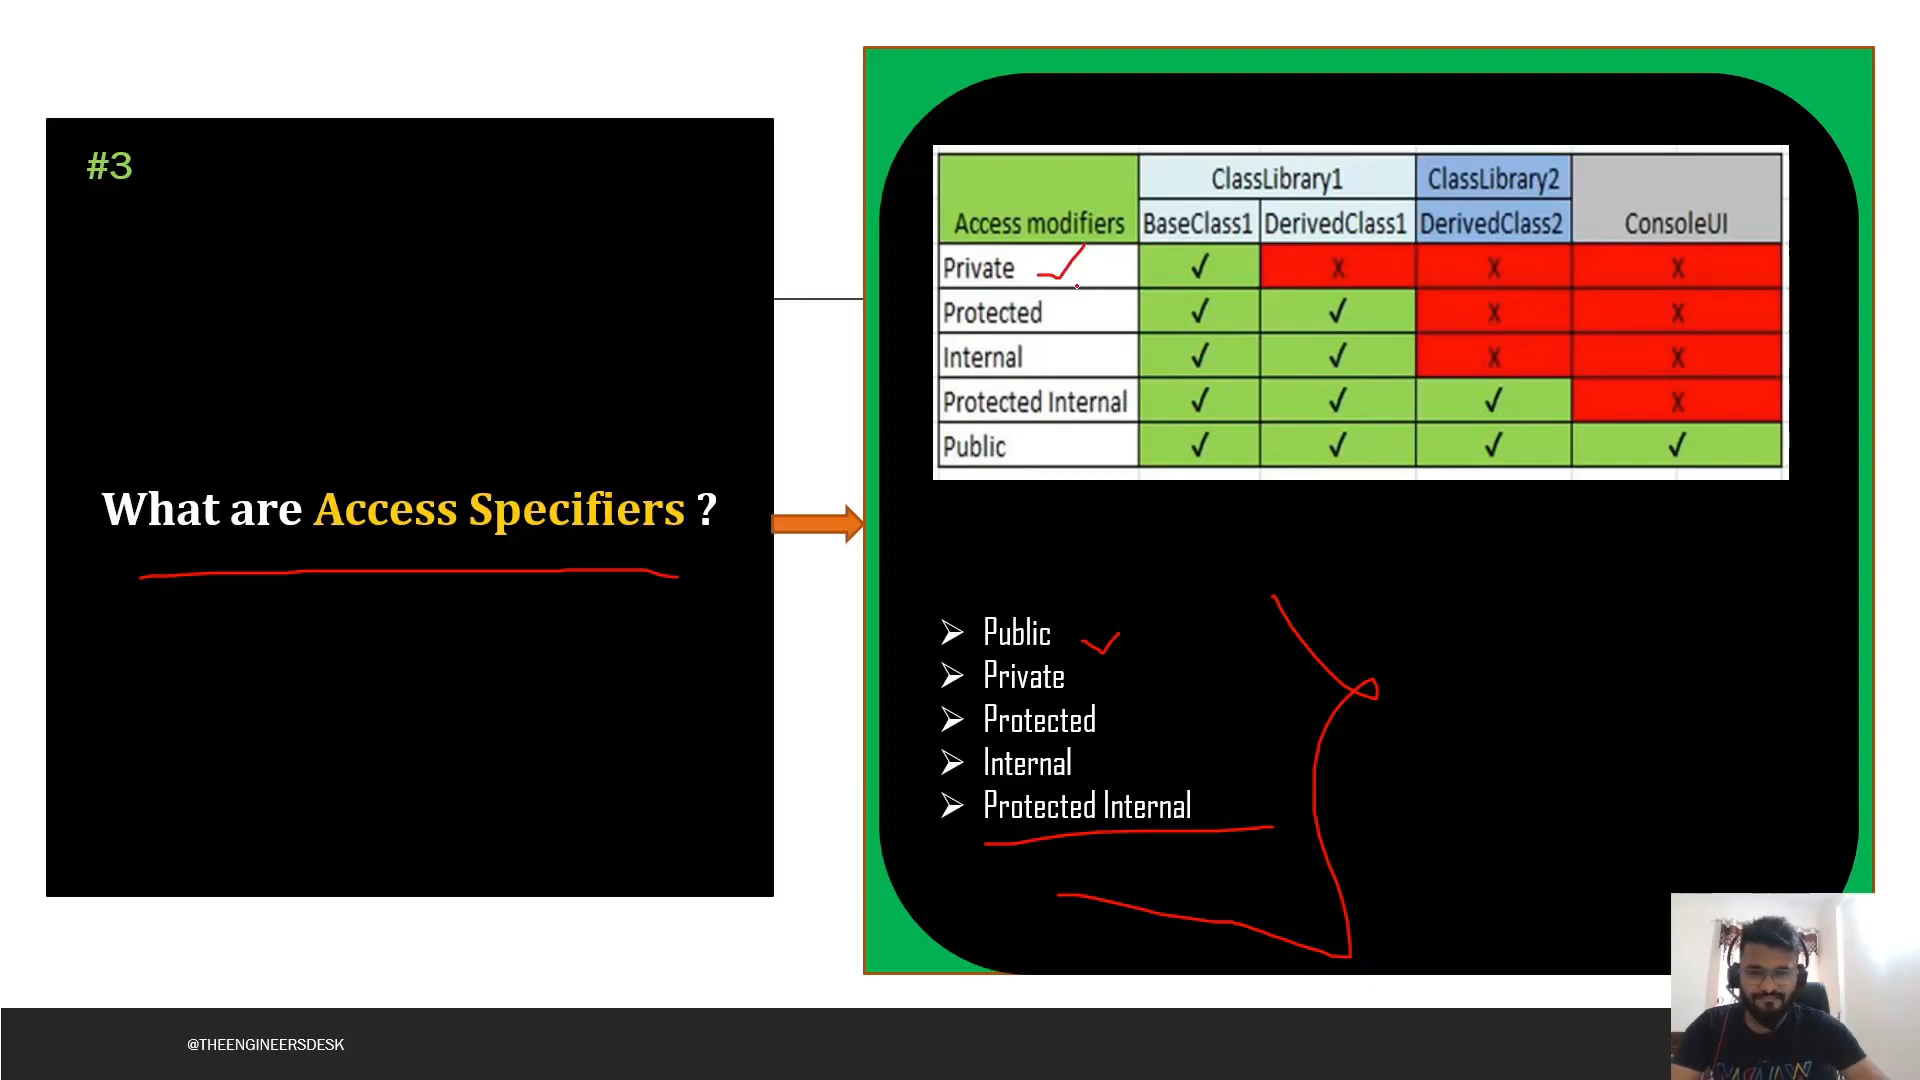 #3
What are Access Specifiers ?
ClassLibrary1 ClassLibrary2
Access modifiers BaseClass1 DerivedClass1 DerivedClass2 ConsoleUI
Private ✓ X X X
Protected ✓ ✓ X X
Internal ✓ ✓ X X
Protected Internal ✓ ✓ ✓ X
Public ✓ ✓ ✓ ✓
Public
Private
Protected
Internal
Protected Internal
@THEENGINEERSDESK